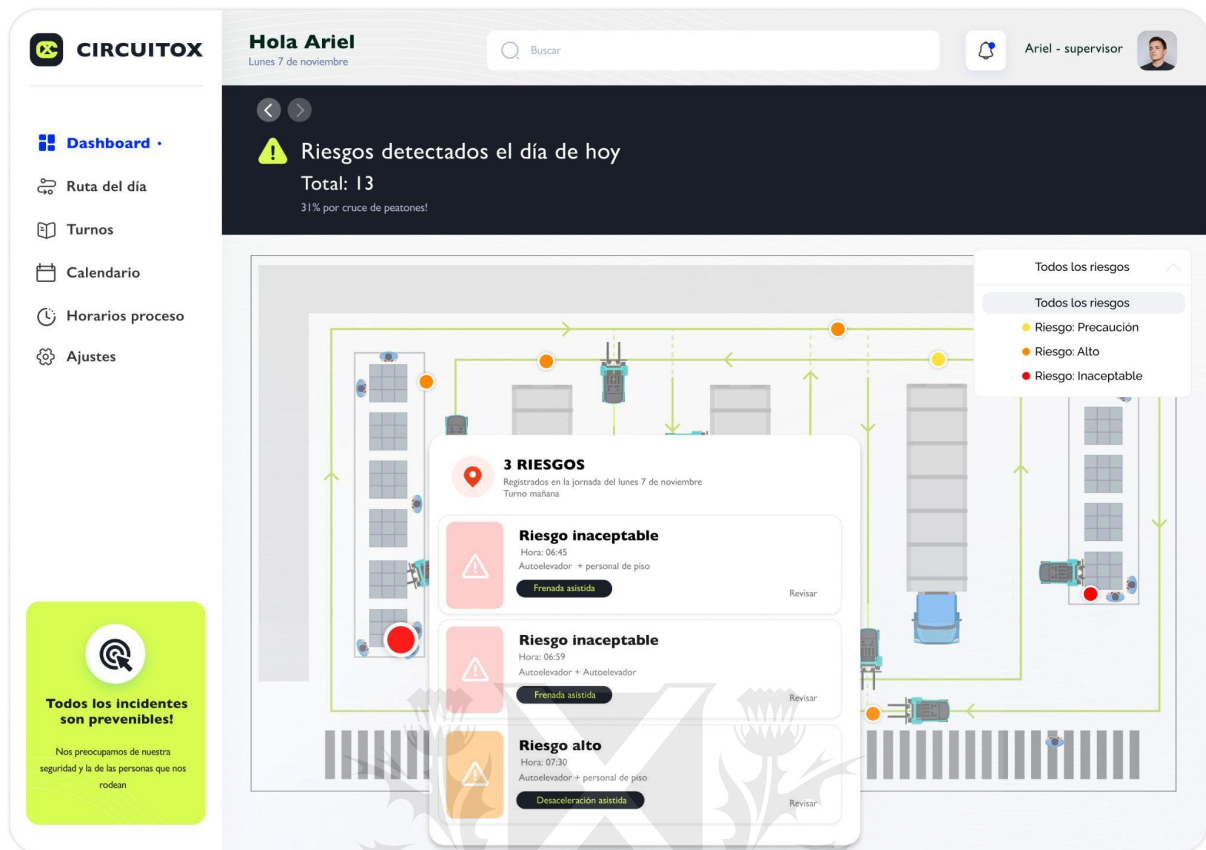 CIRCUITOX
Hola Ariel
Lunes 7 de noviembre
Buscar
Ariel - supervisor
Dashboard
Ruta del día
Turnos
Calendario
Horarios proceso
Ajustes
Todos los incidentes
son prevenibles!
Nos preocupamos de nuestra
seguridad y la de las personas que nos
rodean
Riesgos detectados el día de hoy
Total: 13
31% por cruce de peatones!
Todos los riesgos
Todos los riesgos
Riesgo: Precaución
Riesgo: Alto
Riesgo: Inaceptable
3 RIESGOS
Registrados en la jornada del lunes 7 de noviembre
Turno mañana
Riesgo inaceptable
Hora: 06:45
Autoelevador + personal de piso
Frenada asistida
Revisar
Riesgo inaceptable
Hora: 06:59
Autoelevador + Autoelevador
Frenada asistida
Revisar
Riesgo alto
Hora: 07:30
Autoelevador + personal de piso
Desaceleración asistida
Revisar